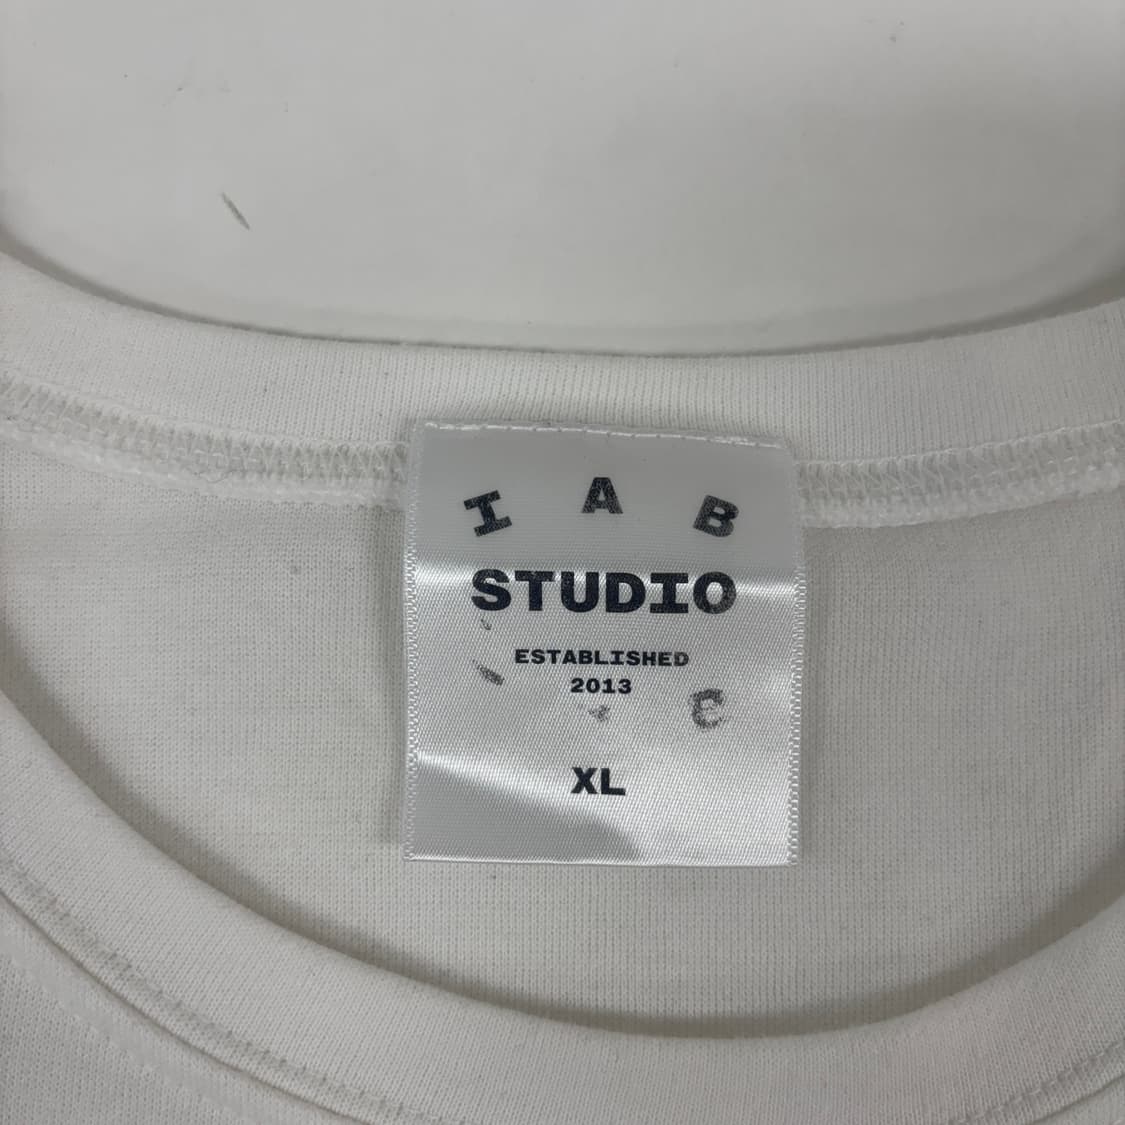 I A B
STUDIO
ESTABLISHED
2013
XL